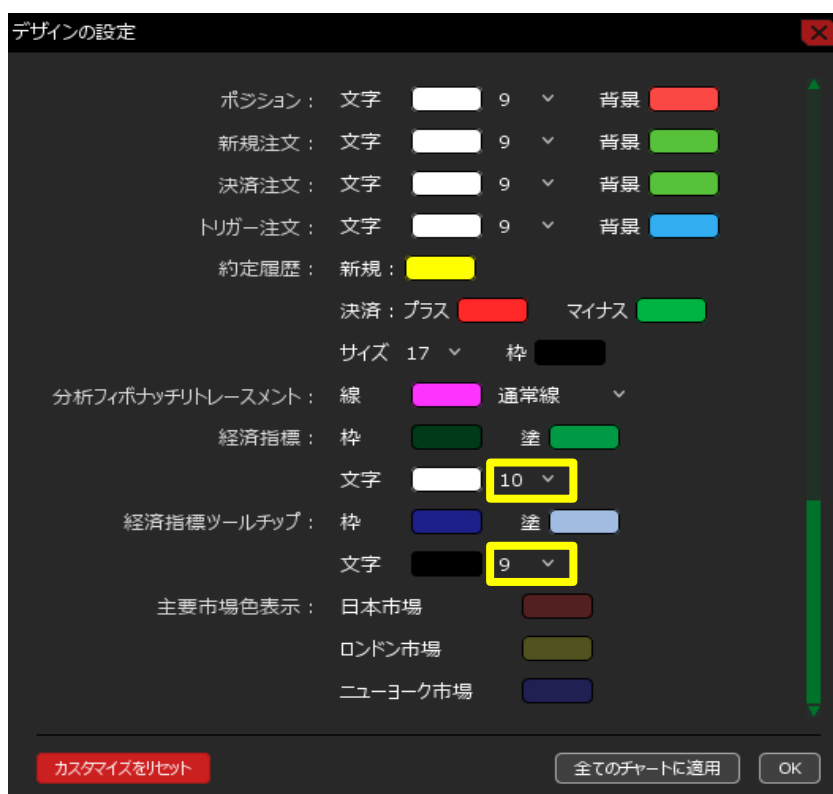 デザインの設定
ポジション： 文字 9 背景
新規注文： 文字 9 背景
決済注文： 文字 9 背景
トリガー注文： 文字 9 背景
約定履歴： 新規：
決済：プラス マイナス
サイズ 17 枠
分析フィボナッチリトレースメント： 線 通常線
経済指標： 枠 塗
文字 10
経済指標ツールチップ： 枠 塗
文字 9
主要市場色表示： 日本市場
ロンドン市場
ニューヨーク市場
カスタマイズをリセット 全てのチャートに適用 OK